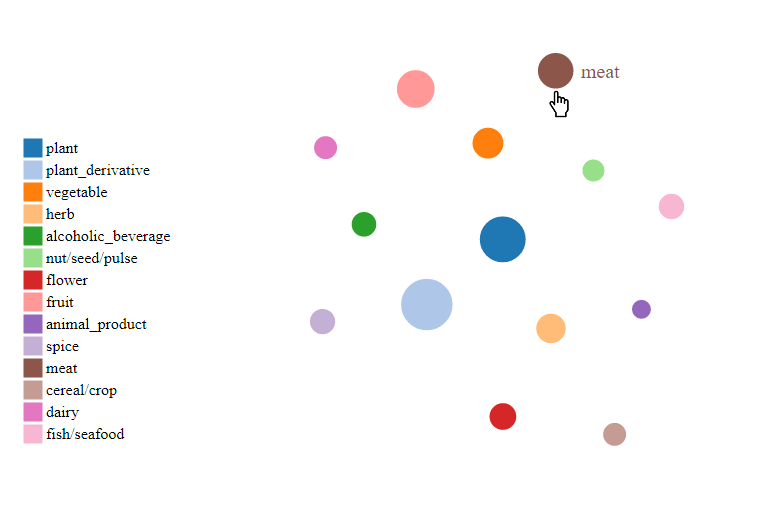 meat
plant
plant_derivative
vegetable
herb
alcoholic_beverage
nut/seed/pulse
flower
fruit
animal_product
spice
meat
cereal/crop
dairy
fish/seafood